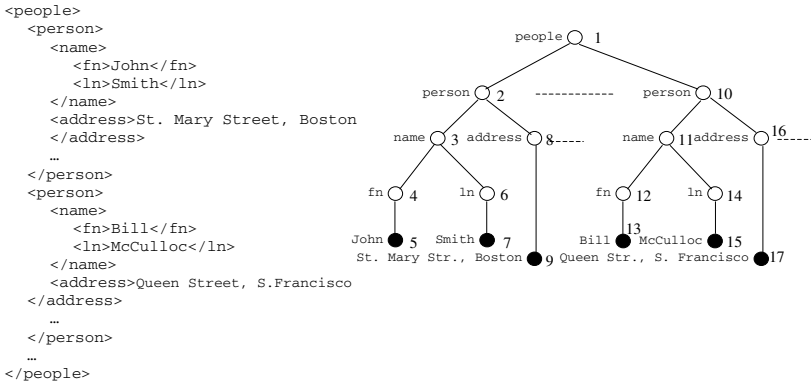 <people>
<person>
<name>
<fn>John</fn>
<ln>Smith</ln>
</name>
<address>St. Mary Street, Boston
</address>
…
</person>
<person>
<name>
<fn>Bill</fn>
<ln>McCulloc</ln>
</name>
<address>Queen Street, S.Francisco
</address>
…
</person>
…
</people>
people 1
person 2 person 10
name 3 address 8 name 11 address 16
fn 4 ln 6 fn 12 ln 14
John 5 Smith 7 Bill 13 McCulloc 15
St. Mary Str., Boston 9 Queen Str., S. Francisco 17